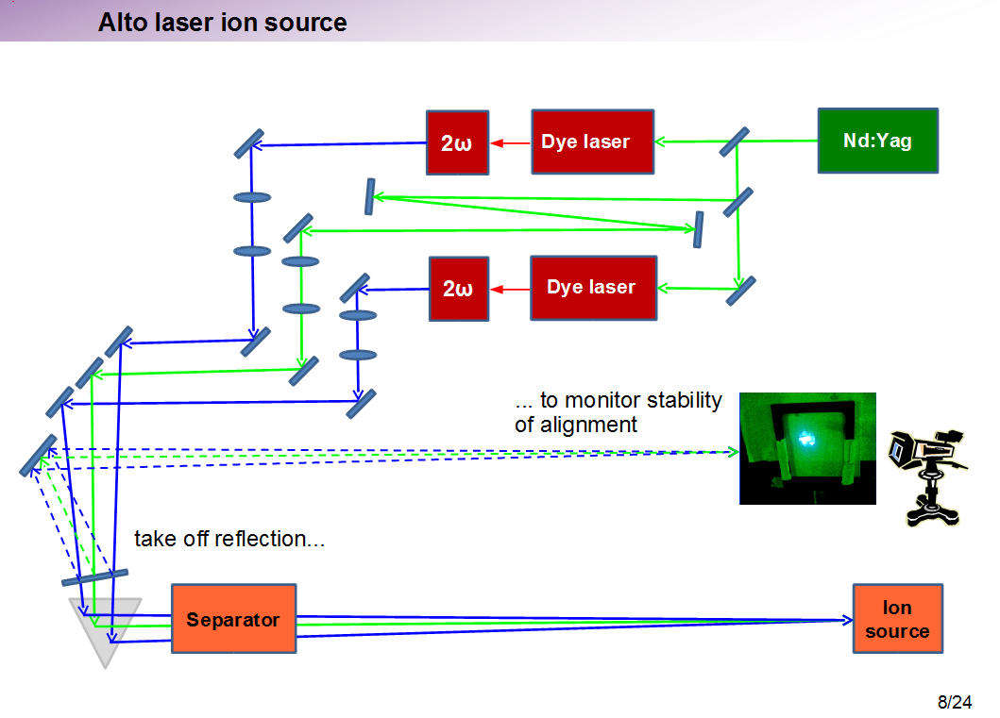 Alto laser ion source
2ω
Dye laser
Nd:Yag
2ω
Dye laser
... to monitor stability
of alignment
take off reflection...
Separator
Ion
source
8/24